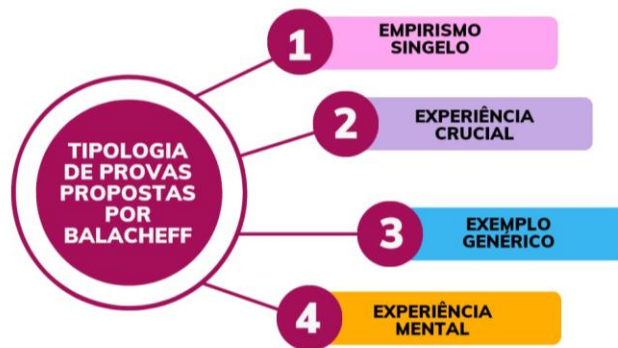 TIPOLOGIA
DE PROVAS
PROPOSTAS
POR
BALACHEFF
1
EMPIRISMO
SINGELO
2
EXPERIÊNCIA
CRUCIAL
3
EXEMPLO
GENÉRICO
4
EXPERIÊNCIA
MENTAL